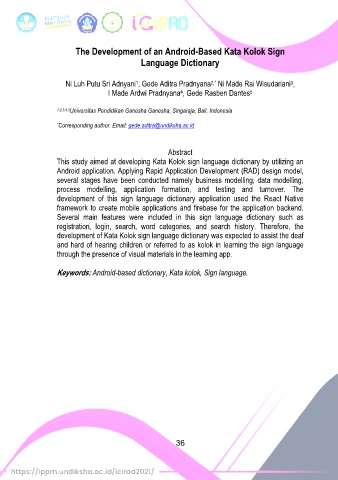 Kampus
Merdeka
iCIRAD
The Development of an Android-Based Kata Kolok Sign
Language Dictionary
Ni Luh Putu Sri Adnyani¹, Gede Aditra Pradnyana²·* Ni Made Rai Wisudariani³,
I Made Ardwi Pradnyana⁴, Gede Rasben Dantes⁵
¹·²·³·⁴·⁵Universitas Pendidikan Ganesha Ganesha, Singaraja, Bali, Indonesia
*Corresponding author. Email: gede.aditra@undiksha.ac.id
Abstract
This study aimed at developing Kata Kolok sign language dictionary by utilizing an
Android application. Applying Rapid Application Development (RAD) design model,
several stages have been conducted namely business modelling, data modelling,
process modelling, application formation, and testing and turnover. The
development of this sign language dictionary application used the React Native
framework to create mobile applications and firebase for the application backend.
Several main features were included in this sign language dictionary such as
registration, login, search, word categories, and search history. Therefore, the
development of Kata Kolok sign language dictionary was expected to assist the deaf
and hard of hearing children or referred to as kolok in learning the sign language
through the presence of visual materials in the learning app.
Keywords: Android-based dictionary, Kata kolok, Sign language.
36
https://lppm.undiksha.ac.id/icirad2021/